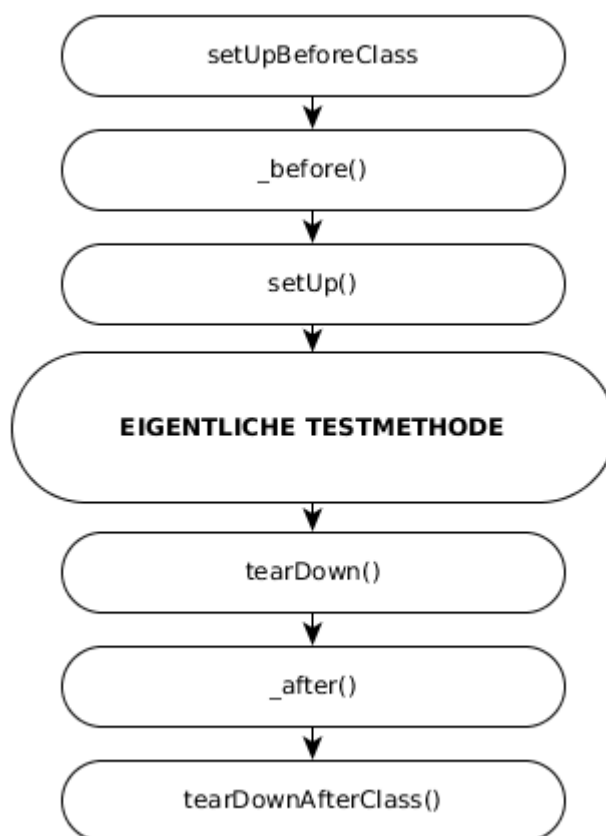 setUpBeforeClass
_before()
setUp()
EIGENTLICHE TESTMETHODE
tearDown()
_after()
tearDownAfterClass()